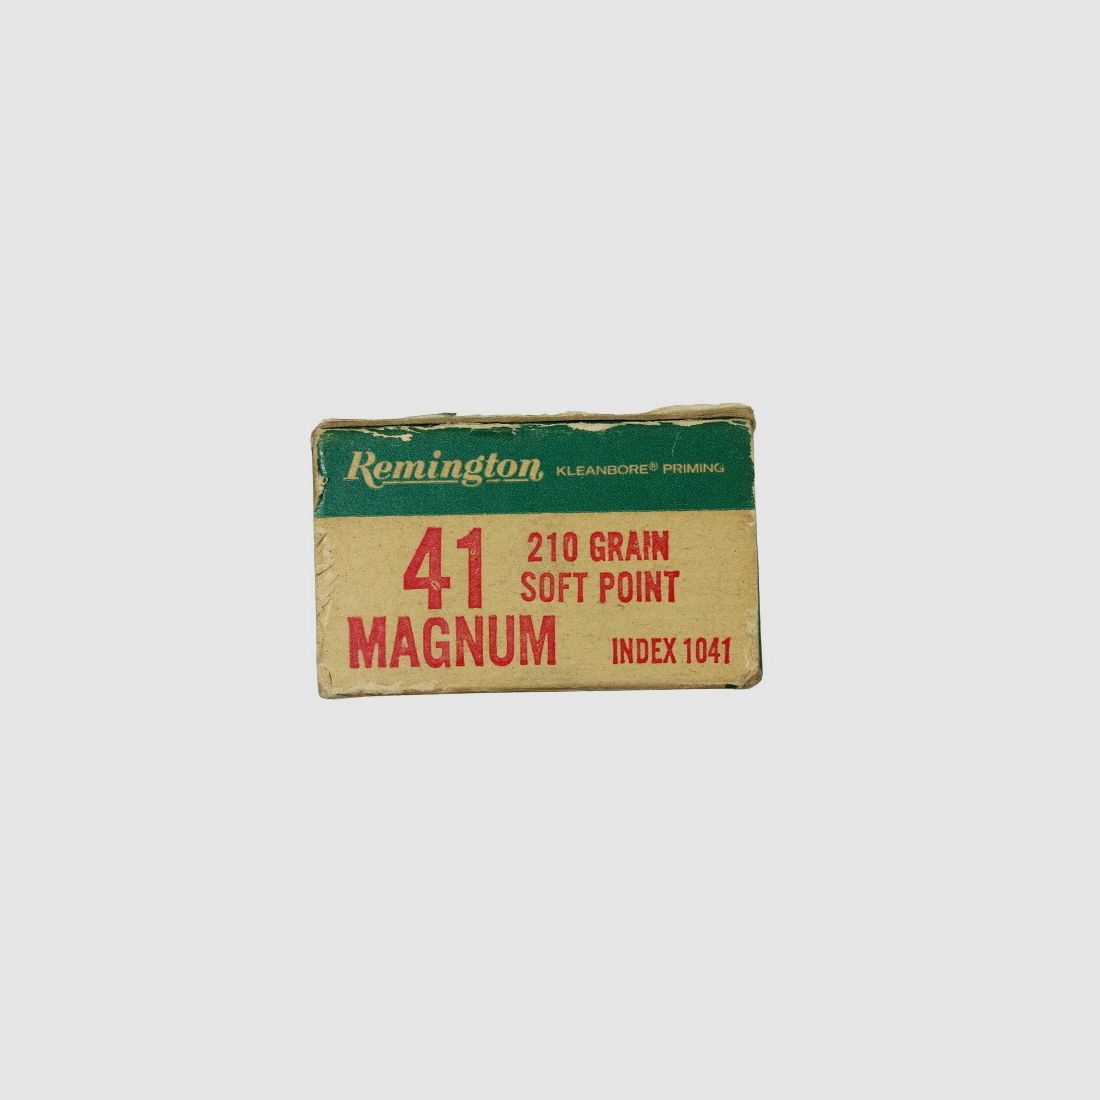 Remington KLEANBORE® PRIMING
41 210 GRAIN
SOFT POINT
MAGNUM INDEX 1041